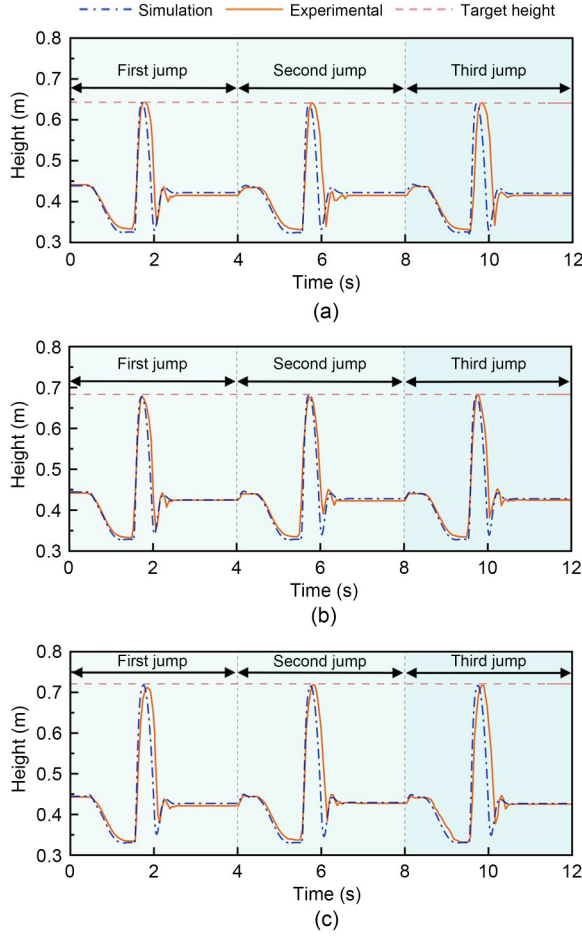 Simulation Experimental Target height
0.8
First jump Second jump Third jump
0.7
0.6
0.5
0.4
0.3
Height (m)
0 2 4 6 8 10 12
Time (s)
(a)
0.8
First jump Second jump Third jump
0.7
0.6
0.5
0.4
0.3
Height (m)
0 2 4 6 8 10 12
Time (s)
(b)
0.8
First jump Second jump Third jump
0.7
0.6
0.5
0.4
0.3
Height (m)
0 2 4 6 8 10 12
Time (s)
(c)